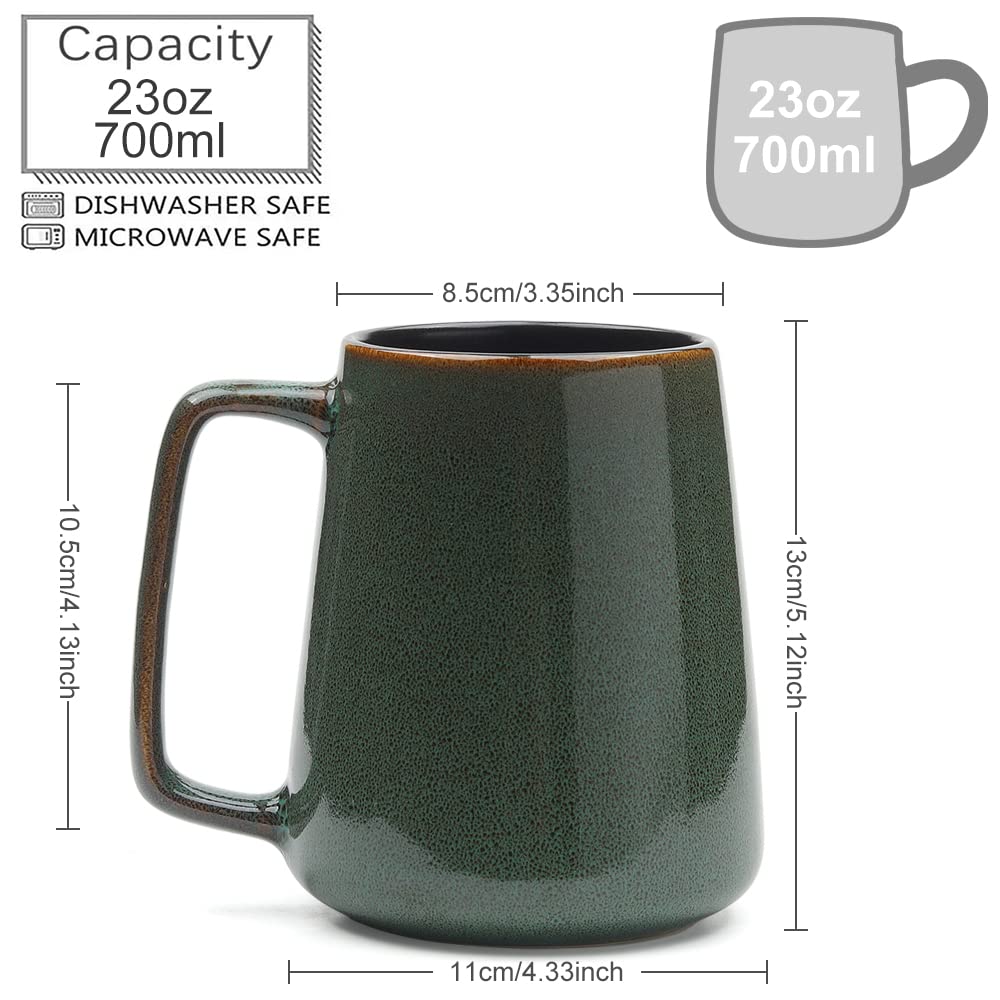 Capacity
23oz
700ml
DISHWASHER SAFE
MICROWAVE SAFE
23oz
700ml
8.5cm/3.35inch
10.5cm/4.13inch
13cm/5.12inch
11cm/4.33inch